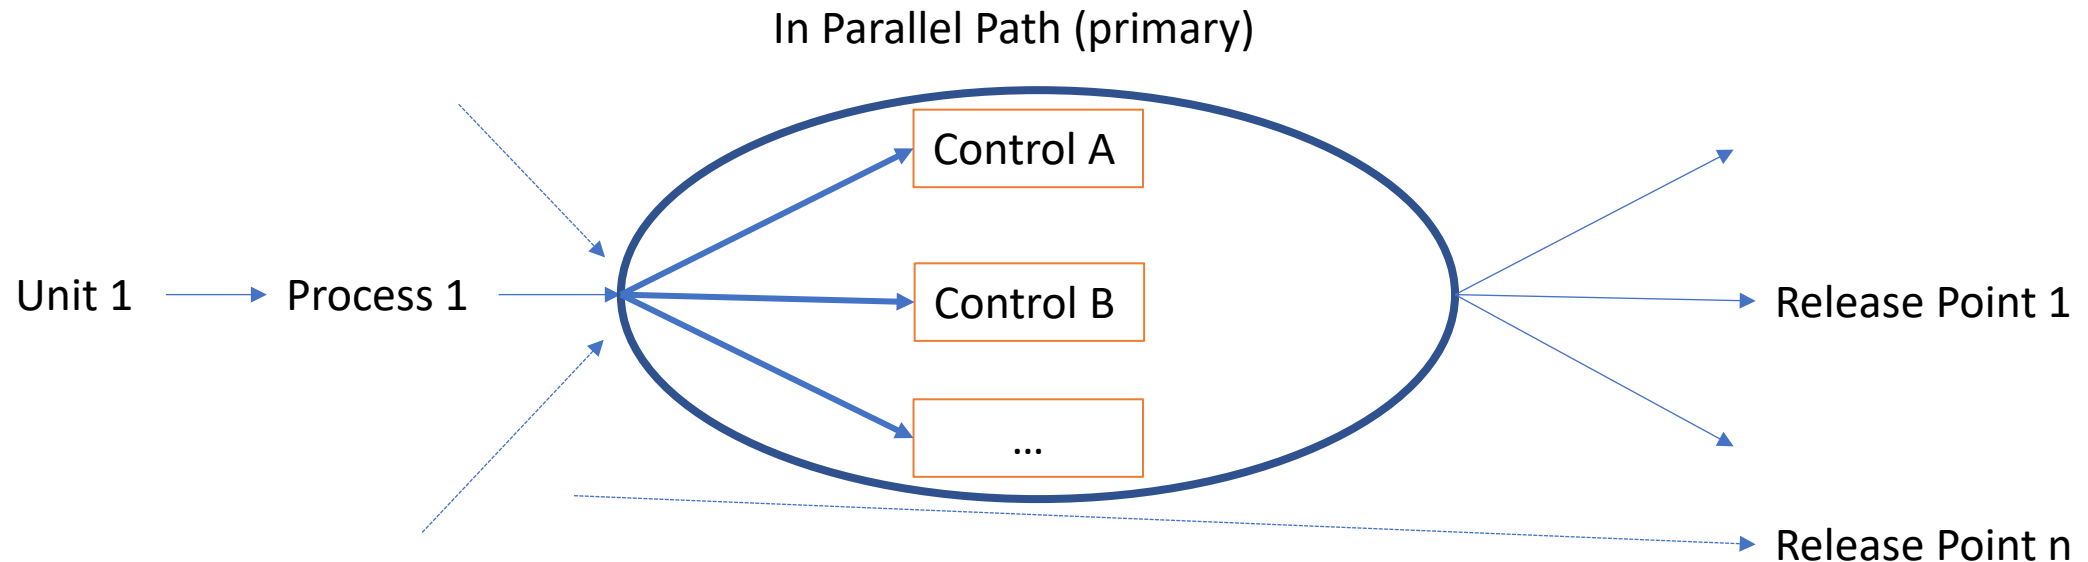 In Parallel Path (primary)
Control A
Unit 1
Process 1
Control B
Release Point 1
...
Release Point n